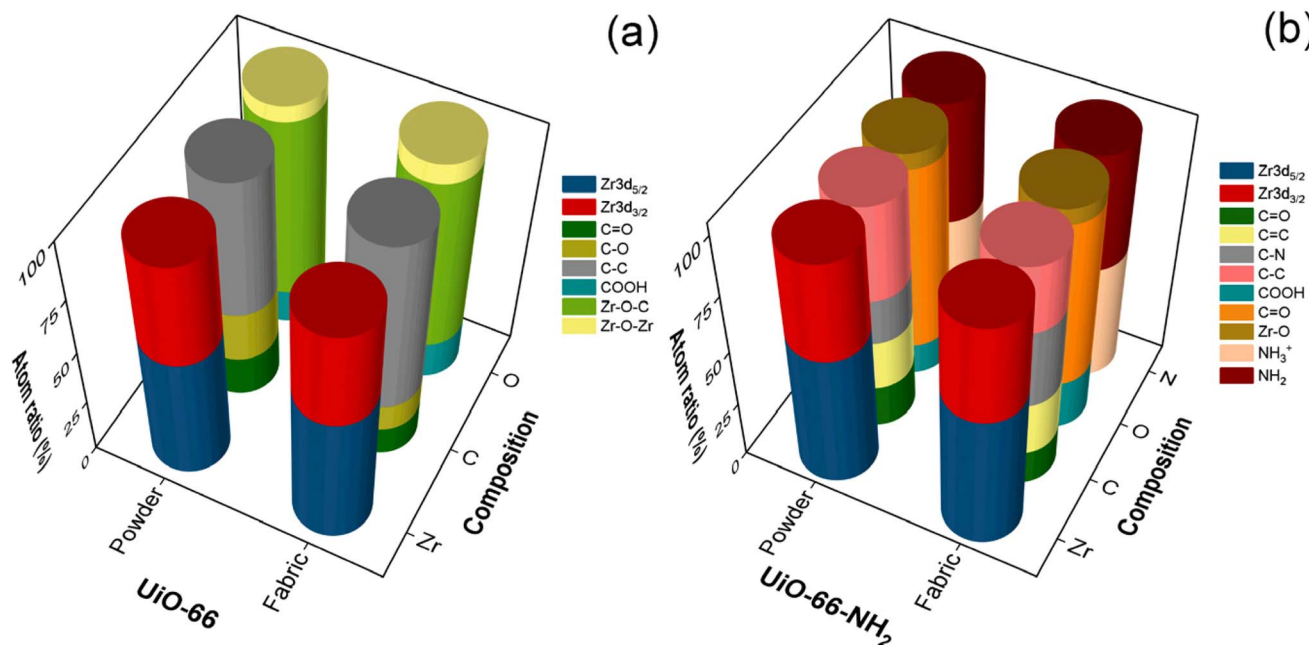 (a)
100
75
50
25
0
Atom ratio (%)
Powder
Fabric
UiO-66
Zr
C
O
Composition
Zr3d5/2
Zr3d3/2
C=O
C-O
C-C
COOH
Zr-O-C
Zr-O-Zr
(b)
100
75
50
25
0
Atom ratio (%)
Powder
Fabric
UiO-66-NH2
Zr
C
O
N
Composition
Zr3d5/2
Zr3d3/2
C=O
C=C
C-N
C-C
COOH
C=O
Zr-O
NH3+
NH2